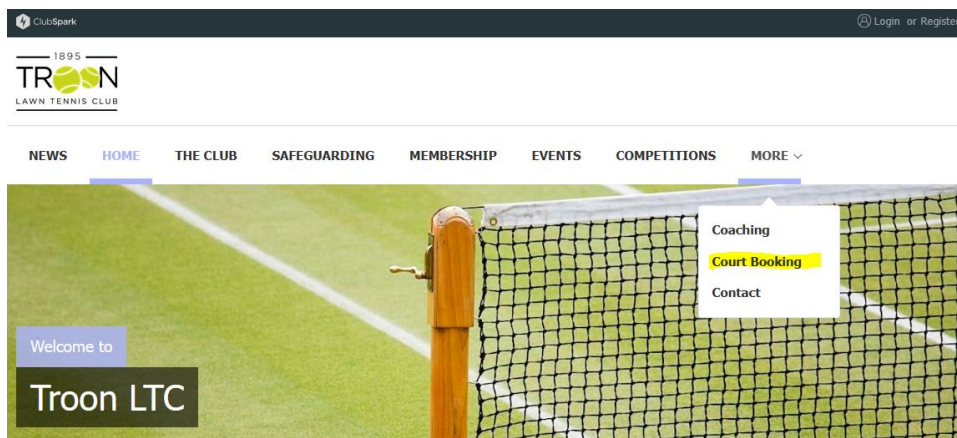 ClubSpark
Login or Register
1895
TROON
LAWN TENNIS CLUB
NEWS HOME THE CLUB SAFEGUARDING MEMBERSHIP EVENTS COMPETITIONS MORE
Coaching
Court Booking
Contact
Welcome to
Troon LTC